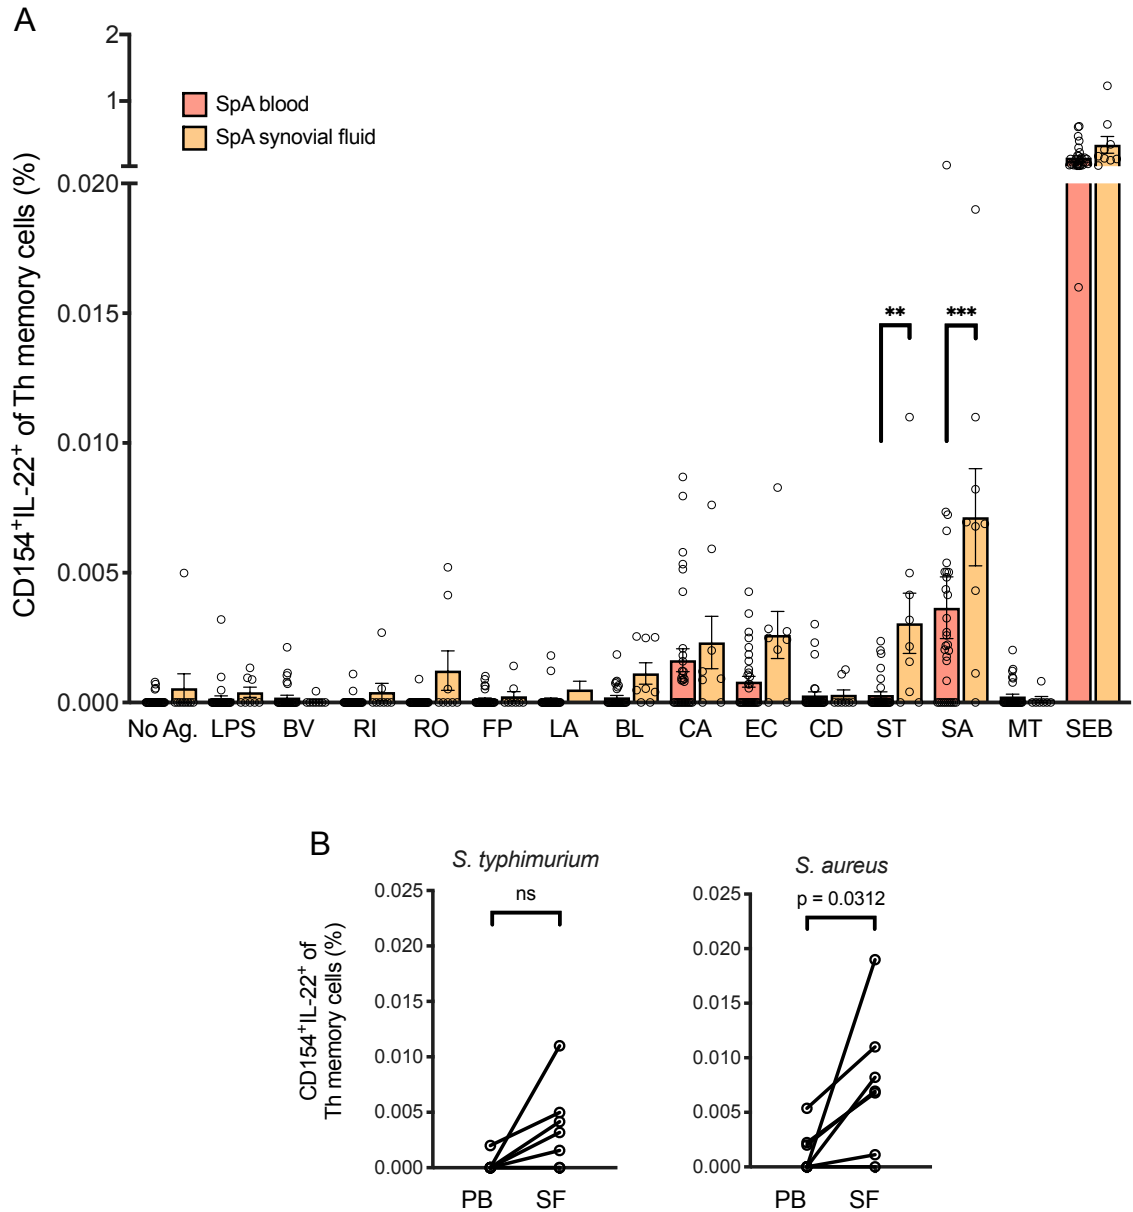 A
2
1
SpA blood
SpA synovial fluid
CD154⁺IL-22⁺ of Th memory cells (%)
0.020
0.015
0.010
0.005
0.000
** ***
No Ag. LPS BV RI RO FP LA BL CA EC CD ST SA MT SEB
B
S. typhimurium
ns
CD154⁺IL-22⁺ of
Th memory cells (%)
0.025
0.020
0.015
0.010
0.005
0.000
PB SF
S. aureus
p = 0.0312
0.025
0.020
0.015
0.010
0.005
0.000
PB SF